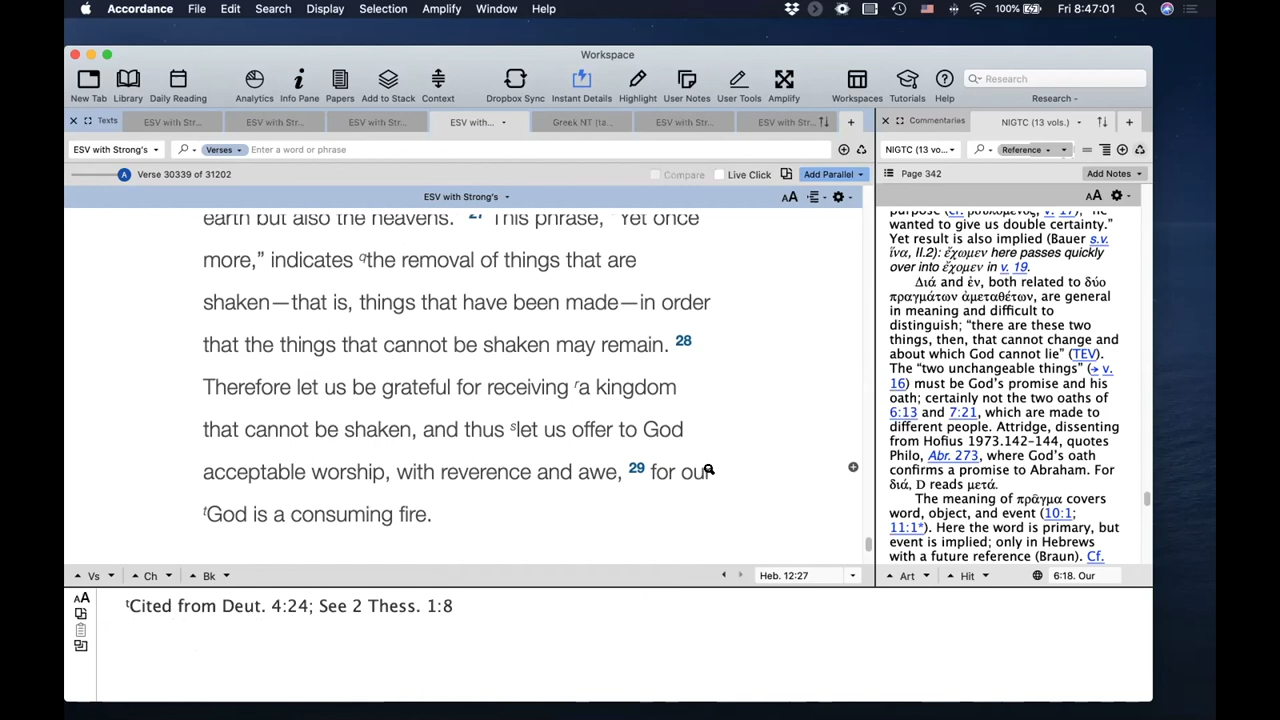 Accordance File Edit Search Display Selection Amplify Window Help 100% Fri 8:47:01
Workspace
New Tab Library Daily Reading Analytics Info Pane Papers Add to Stack Context Dropbox Sync Instant Details Highlight User Notes User Tools Amplify Workspaces Tutorials Help Research
Research
Texts ESV with Str... ESV with Str... ESV with Str... ESV with... Greek NT (ta... ESV with Str... ESV with Str...
ESV with Strong's Verses Enter a word or phrase
A Verse 30339 of 31202 Compare Live Click Add Parallel
ESV with Strong's
earth but also the heavens.” 27 This phrase, “Yet once
more,” indicates qthe removal of things that are
shaken—that is, things that have been made—in order
that the things that cannot be shaken may remain. 28
Therefore let us be grateful for receiving ra kingdom
that cannot be shaken, and thus slet us offer to God
acceptable worship, with reverence and awe, 29 for our
tGod is a consuming fire.
Vs Ch Bk Heb. 12:27
tCited from Deut. 4:24; See 2 Thess. 1:8
Commentaries NIGTC (13 vols.)
NIGTC (13 vo... Reference
Page 342 Add Notes
purpose (cf. βουλόμενος, v. 17), “he
wanted to give us double certainty.”
Yet result is also implied (Bauer s.v.
ἵνα, II.2): ἔχωμεν here passes quickly
over into ἔχομεν in v. 19.
Διά and ἐν, both related to δύο
πραγμάτων ἀμεταθέτων, are general
in meaning and difficult to
distinguish; “there are these two
things, then, that cannot change and
about which God cannot lie” (TEV).
The “two unchangeable things” (→ v.
16) must be God’s promise and his
oath; certainly not the two oaths of
6:13 and 7:21, which are made to
different people. Attridge, dissenting
from Hofius 1973.142–144, quotes
Philo, Abr. 273, where God’s oath
confirms a promise to Abraham. For
διά, D reads μετά.
The meaning of πρᾶγμα covers
word, object, and event (10:1;
11:1*). Here the word is primary, but
event is implied; only in Hebrews
with a future reference (Braun). Cf.
Art Hit 6:18. Our